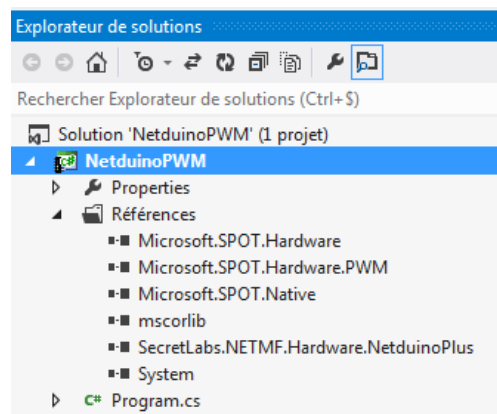 Explorateur de solutions
Rechercher Explorateur de solutions (Ctrl+$)
Solution 'NetduinoPWM' (1 projet)
NetduinoPWM
Properties
Références
Microsoft.SPOT.Hardware
Microsoft.SPOT.Hardware.PWM
Microsoft.SPOT.Native
mscorlib
SecretLabs.NETMF.Hardware.NetduinoPlus
System
C# Program.cs